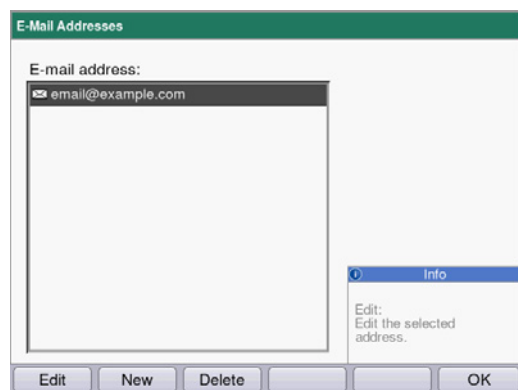 E-Mail Addresses
E-mail address:
email@example.com
Info
Edit:
Edit the selected
address.
Edit
New
Delete
OK